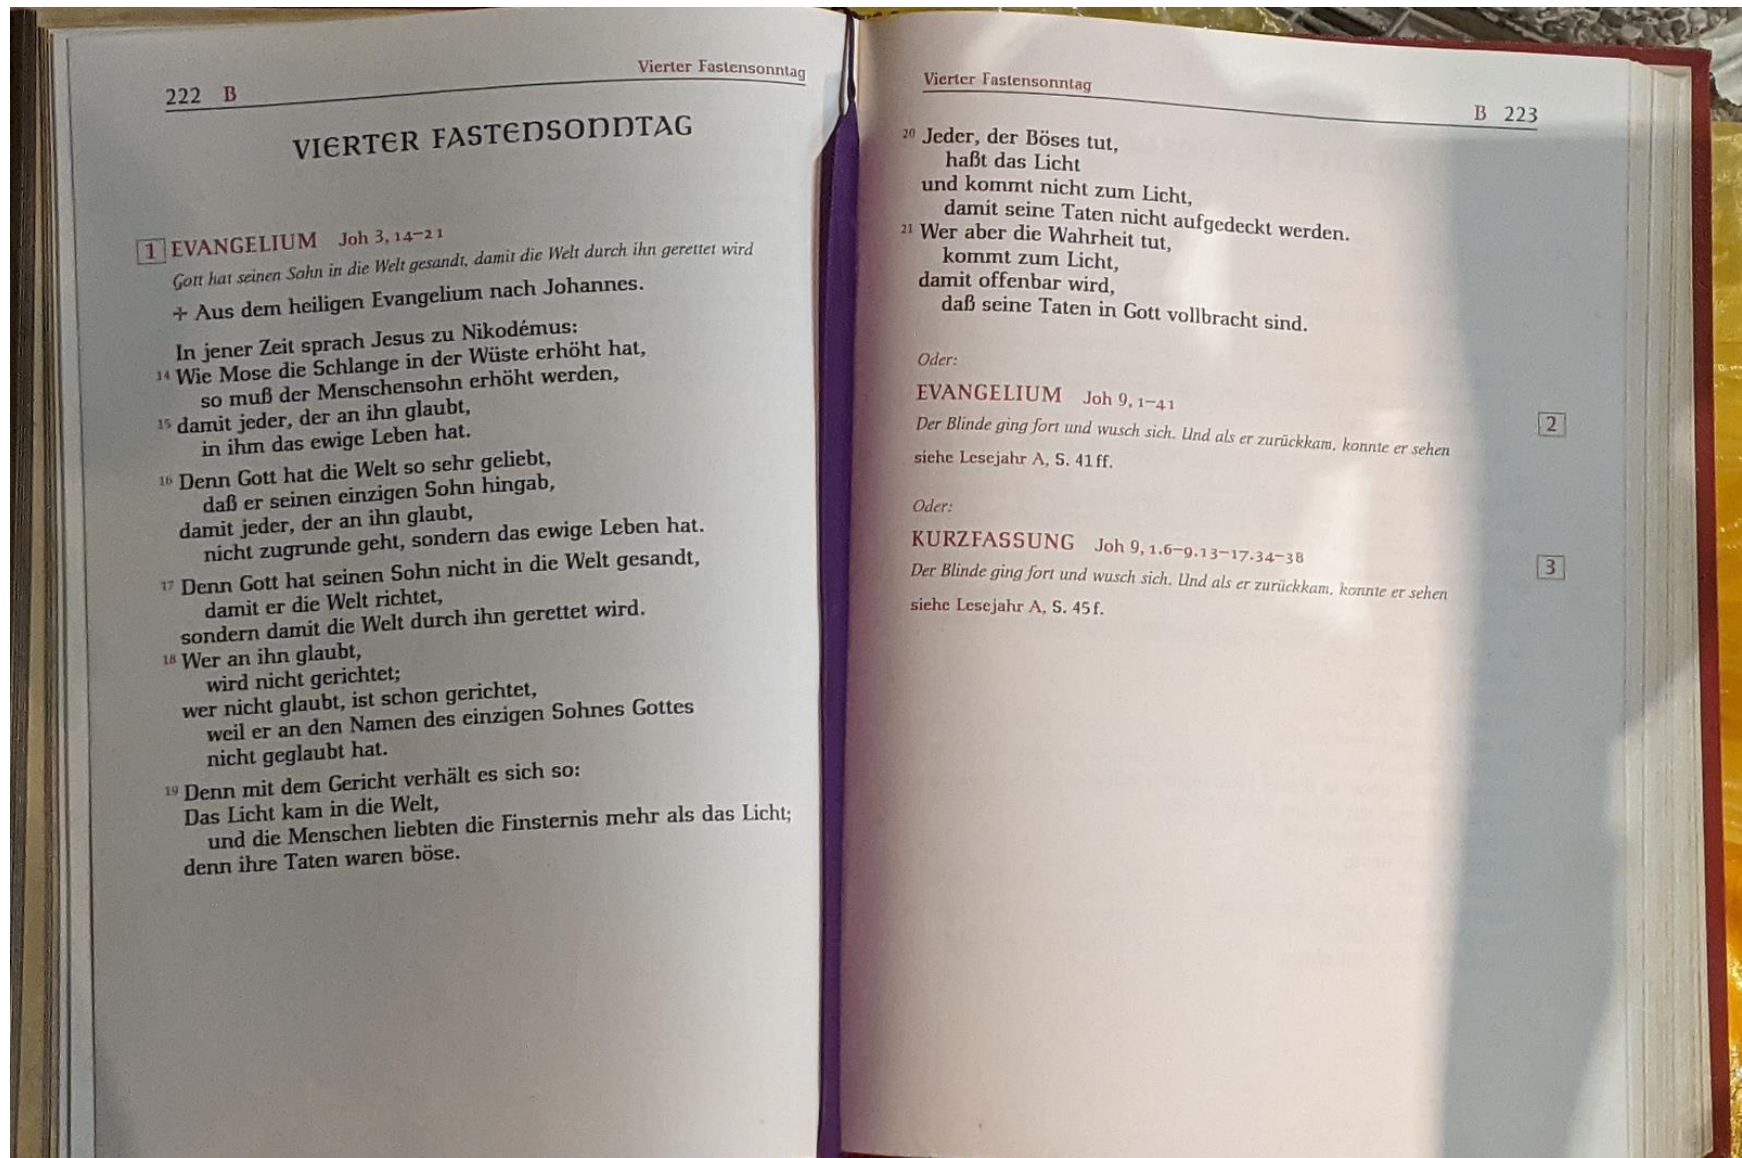 222 B
Vierter Fastensonntag
VIERTER FASTENSONNTAG
1 EVANGELIUM Joh 3, 14–21
Gott hat seinen Sohn in die Welt gesandt, damit die Welt durch ihn gerettet wird
✛ Aus dem heiligen Evangelium nach Johannes.
In jener Zeit sprach Jesus zu Nikodémus:
14 Wie Mose die Schlange in der Wüste erhöht hat,
so muß der Menschensohn erhöht werden,
15 damit jeder, der an ihn glaubt,
in ihm das ewige Leben hat.
16 Denn Gott hat die Welt so sehr geliebt,
daß er seinen einzigen Sohn hingab,
damit jeder, der an ihn glaubt,
nicht zugrunde geht, sondern das ewige Leben hat.
17 Denn Gott hat seinen Sohn nicht in die Welt gesandt,
damit er die Welt richtet,
sondern damit die Welt durch ihn gerettet wird.
18 Wer an ihn glaubt,
wird nicht gerichtet;
wer nicht glaubt, ist schon gerichtet,
weil er an den Namen des einzigen Sohnes Gottes
nicht geglaubt hat.
19 Denn mit dem Gericht verhält es sich so:
Das Licht kam in die Welt,
und die Menschen liebten die Finsternis mehr als das Licht;
denn ihre Taten waren böse.
Vierter Fastensonntag
B 223
20 Jeder, der Böses tut,
haßt das Licht
und kommt nicht zum Licht,
damit seine Taten nicht aufgedeckt werden.
21 Wer aber die Wahrheit tut,
kommt zum Licht,
damit offenbar wird,
daß seine Taten in Gott vollbracht sind.
Oder:
EVANGELIUM Joh 9, 1–41
2
Der Blinde ging fort und wusch sich. Und als er zurückkam, konnte er sehen
siehe Lesejahr A, S. 41 ff.
Oder:
KURZFASSUNG Joh 9, 1.6–9.13–17.34–38
3
Der Blinde ging fort und wusch sich. Und als er zurückkam, konnte er sehen
siehe Lesejahr A, S. 45 f.